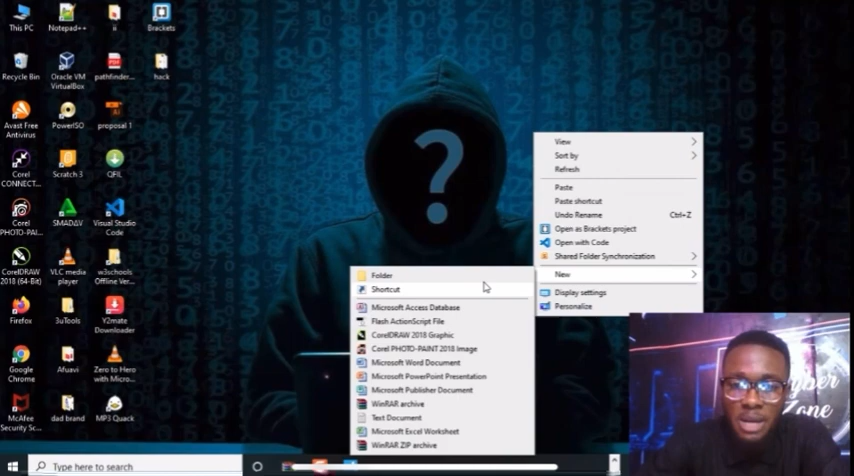 This PC
Notepad++
ii
Brackets
Recycle Bin
Oracle VM
VirtualBox
pathfinder...
hack
Avast Free
Antivirus
PowerISO
proposal 1
Corel
CONNECT...
Scratch 3
QFIL
Corel
PHOTO-PAI...
SMADAV
Visual Studio
Code
CorelDRAW
2018 (64-Bit)
VLC media
player
w3schools
Offline Ver...
Firefox
3uTools
Y2mate
Downloader
Google
Chrome
Afuavi
Zero to Hero
with Micro...
McAfee
Security Sc...
dad brand
MP3 Quack
?
View
Sort by
Refresh
Paste
Paste shortcut
Undo Rename Ctrl+Z
Open as Brackets project
Open with Code
Shared Folder Synchronization
New
Display settings
Personalize
Folder
Shortcut
Microsoft Access Database
Flash ActionScript File
CorelDRAW 2018 Graphic
Corel PHOTO-PAINT 2018 Image
Microsoft Word Document
Microsoft PowerPoint Presentation
Microsoft Publisher Document
WinRAR archive
Text Document
Microsoft Excel Worksheet
WinRAR ZIP archive
Zone
Type here to search